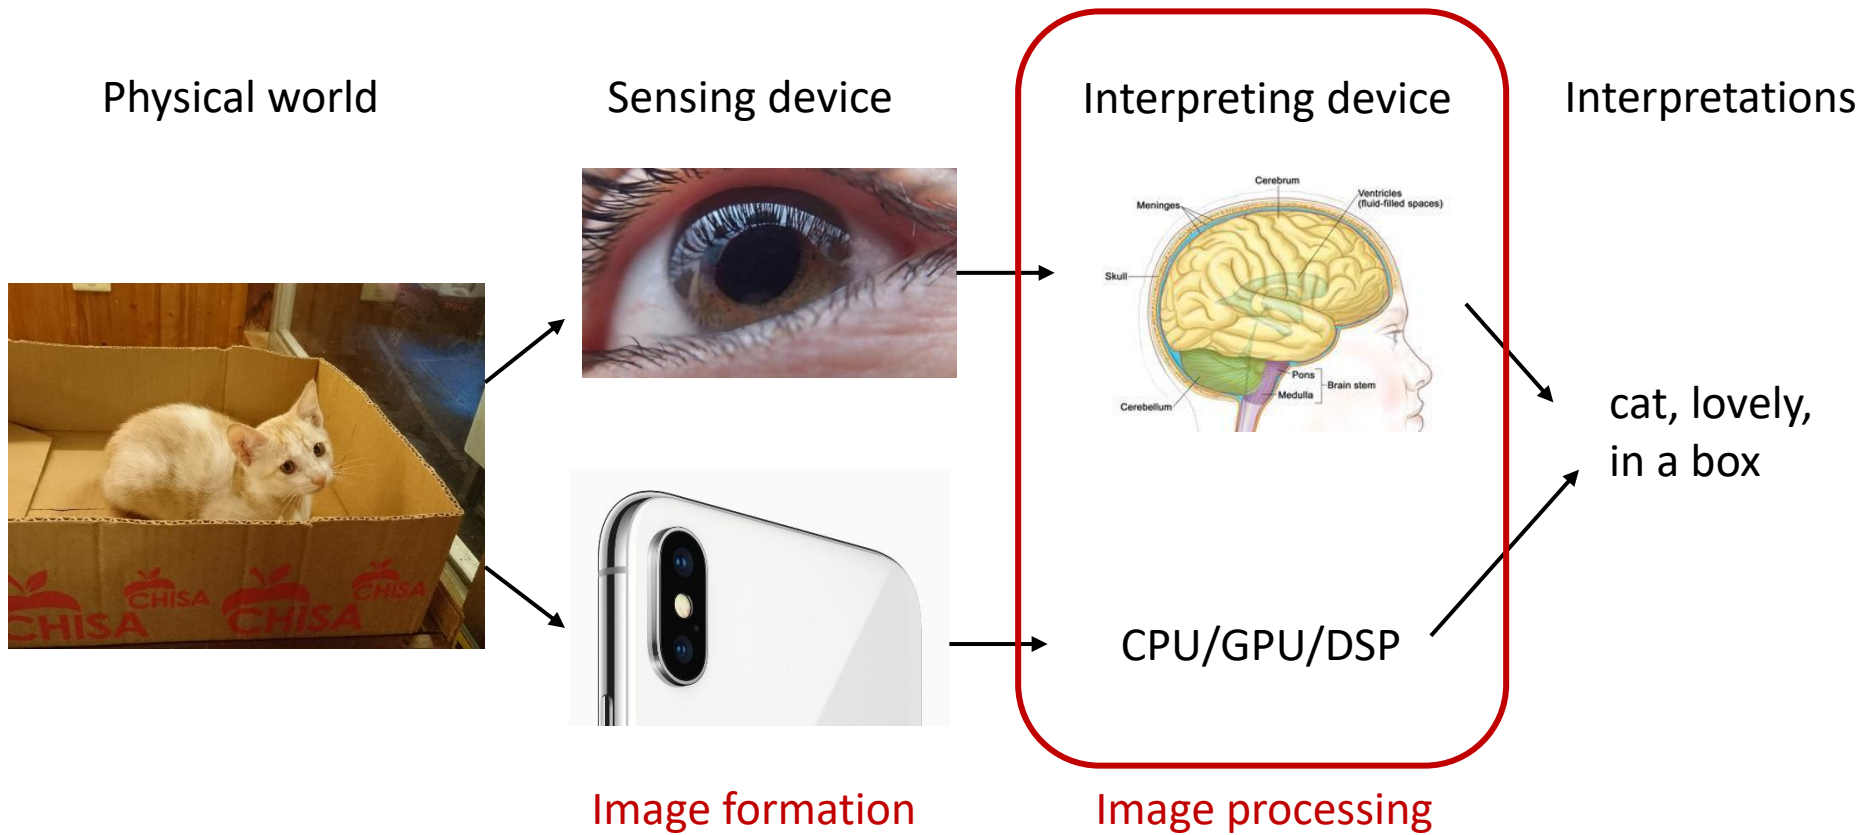 Physical world
Sensing device
Interpreting device
Interpretations
Cerebrum
Ventricles
(fluid-filled spaces)
Meninges
Skull
Pons
Brain stem
Medulla
Cerebellum
cat, lovely,
in a box
CHISA
CHISA
CHISA
CHISA
CPU/GPU/DSP
Image formation
Image processing